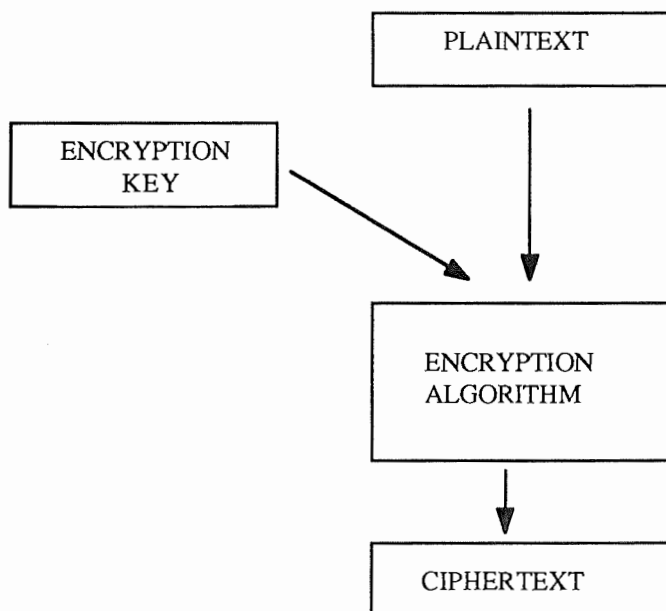 PLAINTEXT
ENCRYPTION
KEY
ENCRYPTION
ALGORITHM
CIPHERTEXT